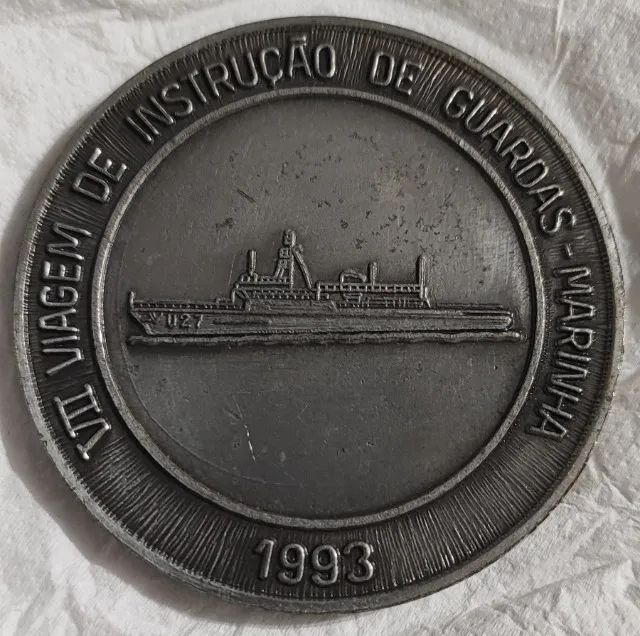 VII VIAGEM DE INSTRUÇÃO DE GUARDAS-MARINHA
U27
1993